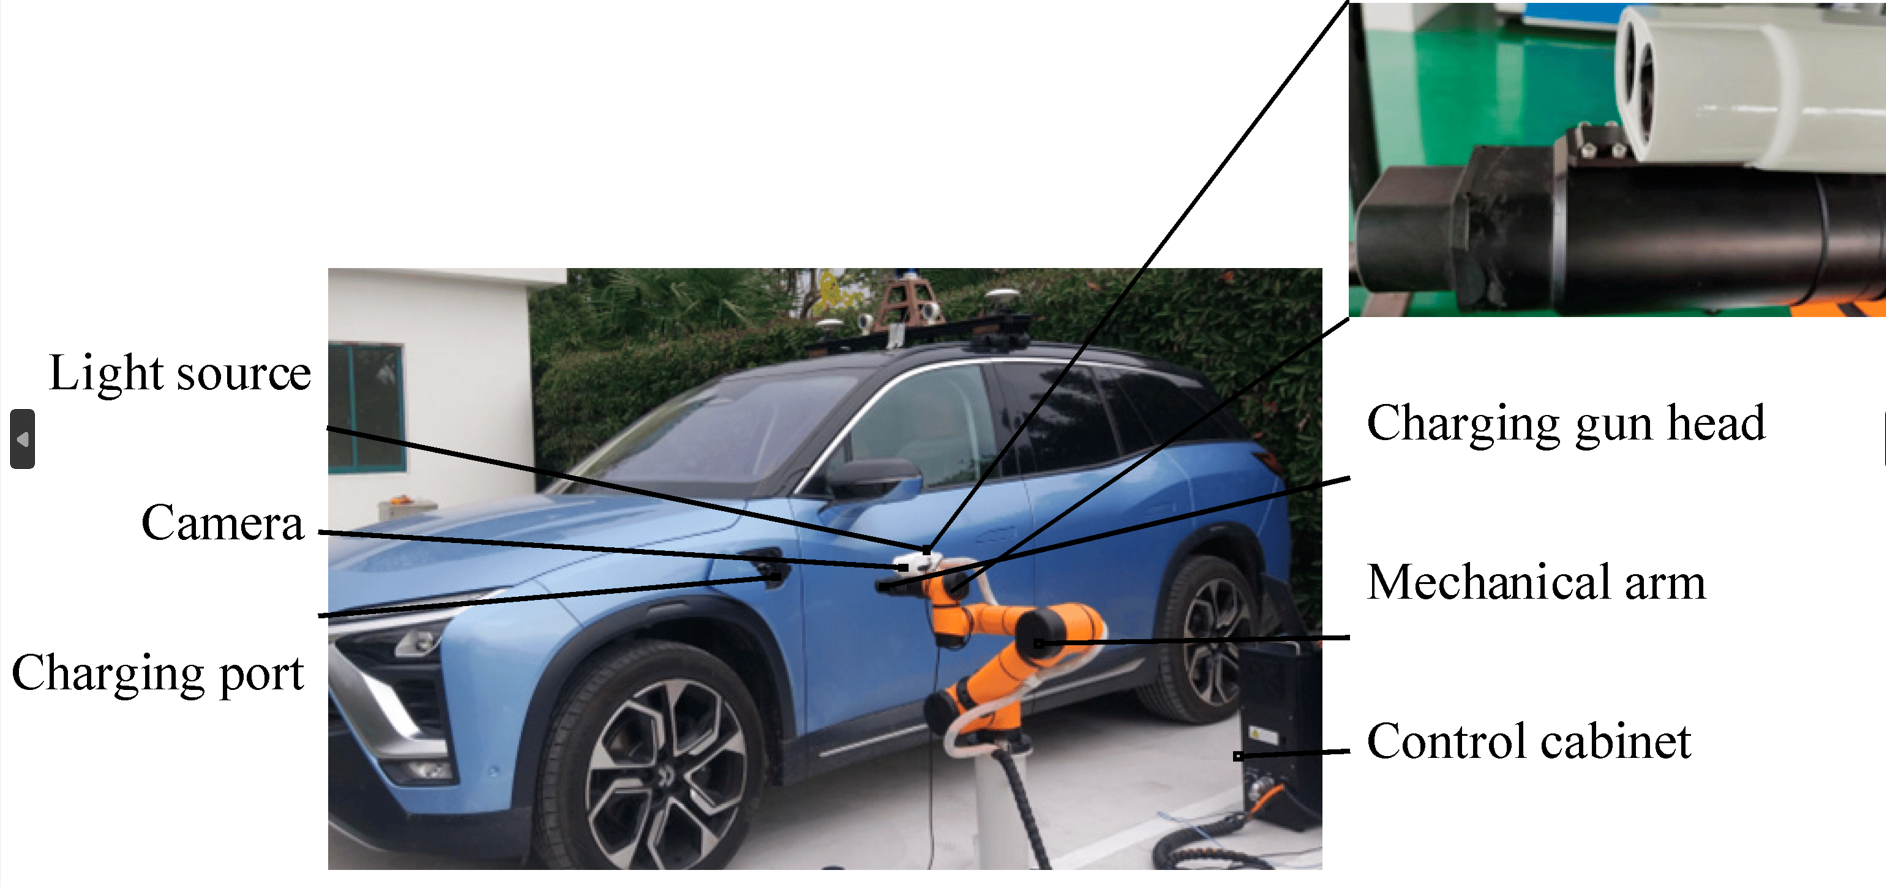 Light source
Camera
Charging port
Charging gun head
Mechanical arm
Control cabinet